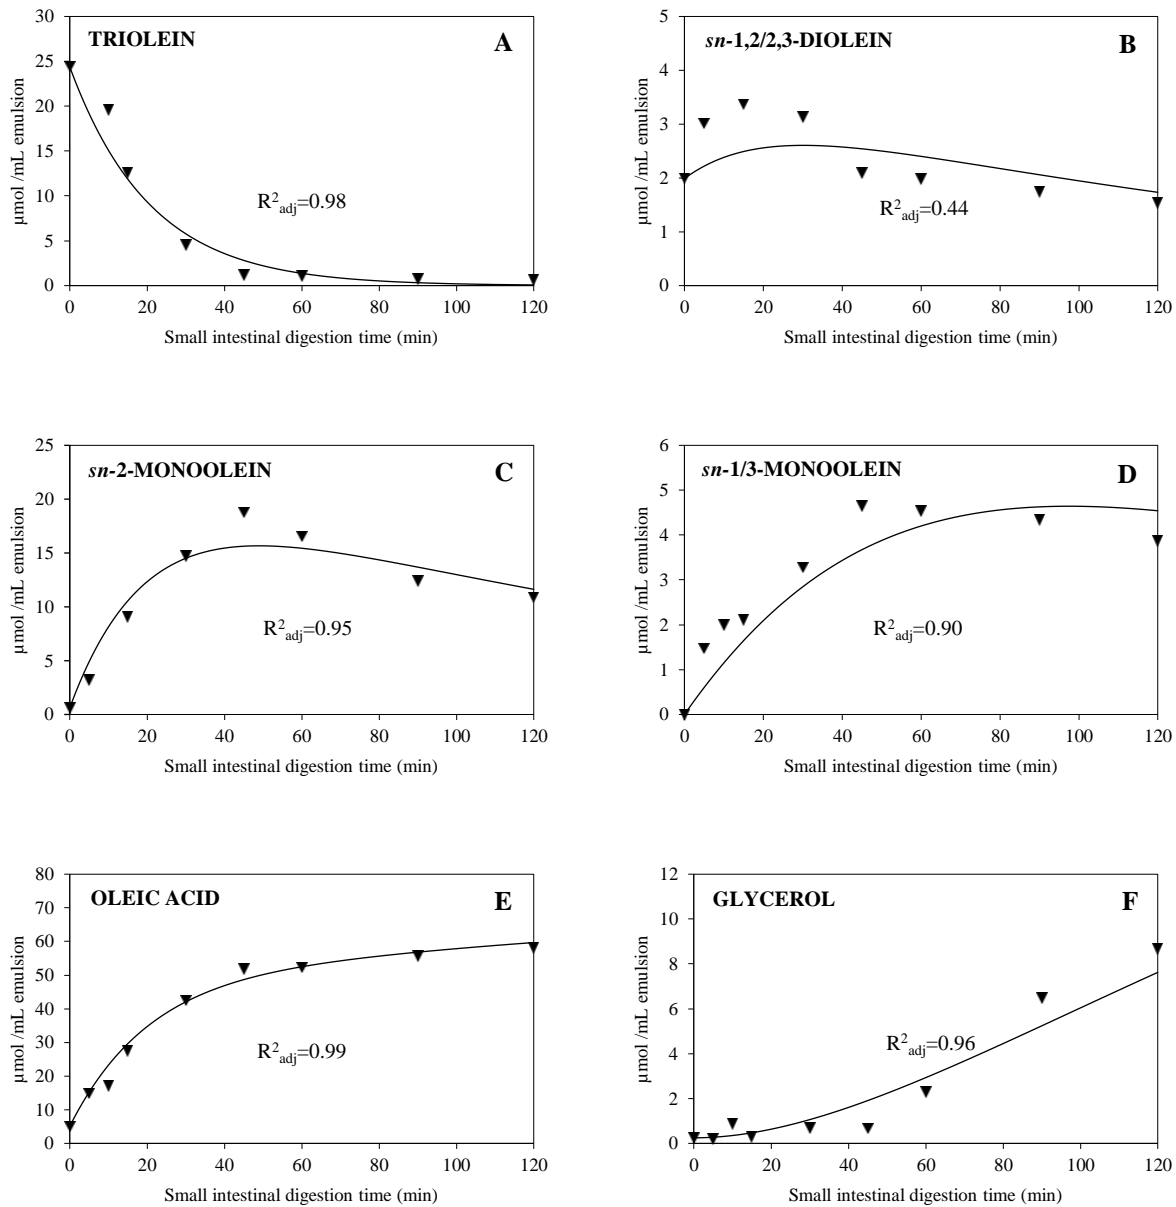 TRIOLEIN
A
µmol /mL emulsion
30
25
20
15
10
5
0
R²adj=0.98
0 20 40 60 80 100 120
Small intestinal digestion time (min)
sn-1,2/2,3-DIOLEIN
B
µmol /mL emulsion
5
4
3
2
1
0
R²adj=0.44
0 20 40 60 80 100 120
Small intestinal digestion time (min)
sn-2-MONOOLEIN
C
µmol /mL emulsion
25
20
15
10
5
0
R²adj=0.95
0 20 40 60 80 100 120
Small intestinal digestion time (min)
sn-1/3-MONOOLEIN
D
µmol /mL emulsion
6
5
4
3
2
1
0
R²adj=0.90
0 20 40 60 80 100 120
Small intestinal digestion time (min)
OLEIC ACID
E
µmol /mL emulsion
80
70
60
50
40
30
20
10
0
R²adj=0.99
0 20 40 60 80 100 120
Small intestinal digestion time (min)
GLYCEROL
F
µmol /mL emulsion
12
10
8
6
4
2
0
R²adj=0.96
0 20 40 60 80 100 120
Small intestinal digestion time (min)